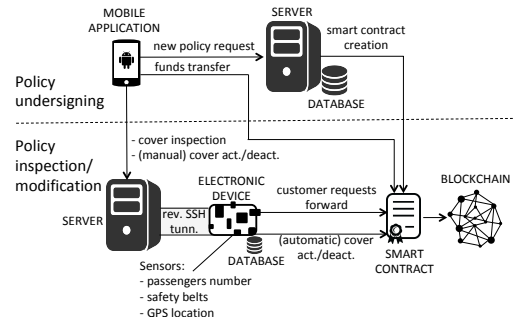 MOBILE
APPLICATION
SERVER
new policy request
smart contract
creation
funds transfer
DATABASE
Policy
undersigning
Policy
inspection/
modification
- cover inspection
- (manual) cover act./deact.
SERVER
rev. SSH
tunn.
ELECTRONIC
DEVICE
customer requests
forward
BLOCKCHAIN
DATABASE
(automatic) cover
act./deact.
SMART
CONTRACT
Sensors:
- passengers number
- safety belts
- GPS location